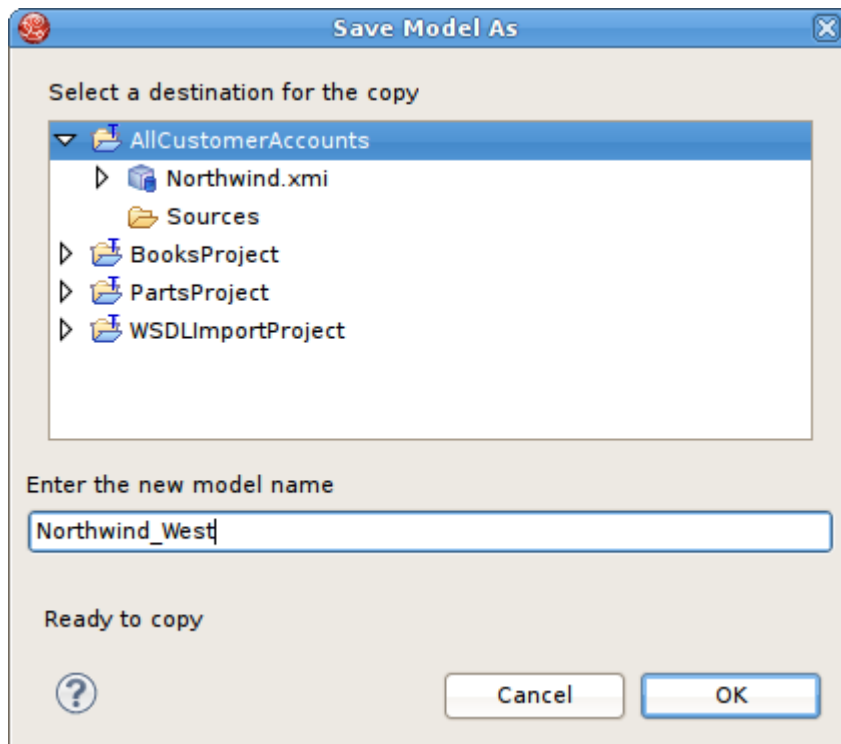 Save Model As
Select a destination for the copy
AllCustomerAccounts
Northwind.xmi
Sources
BooksProject
PartsProject
WSDLImportProject
Enter the new model name
Northwind_West
Ready to copy
? Cancel OK